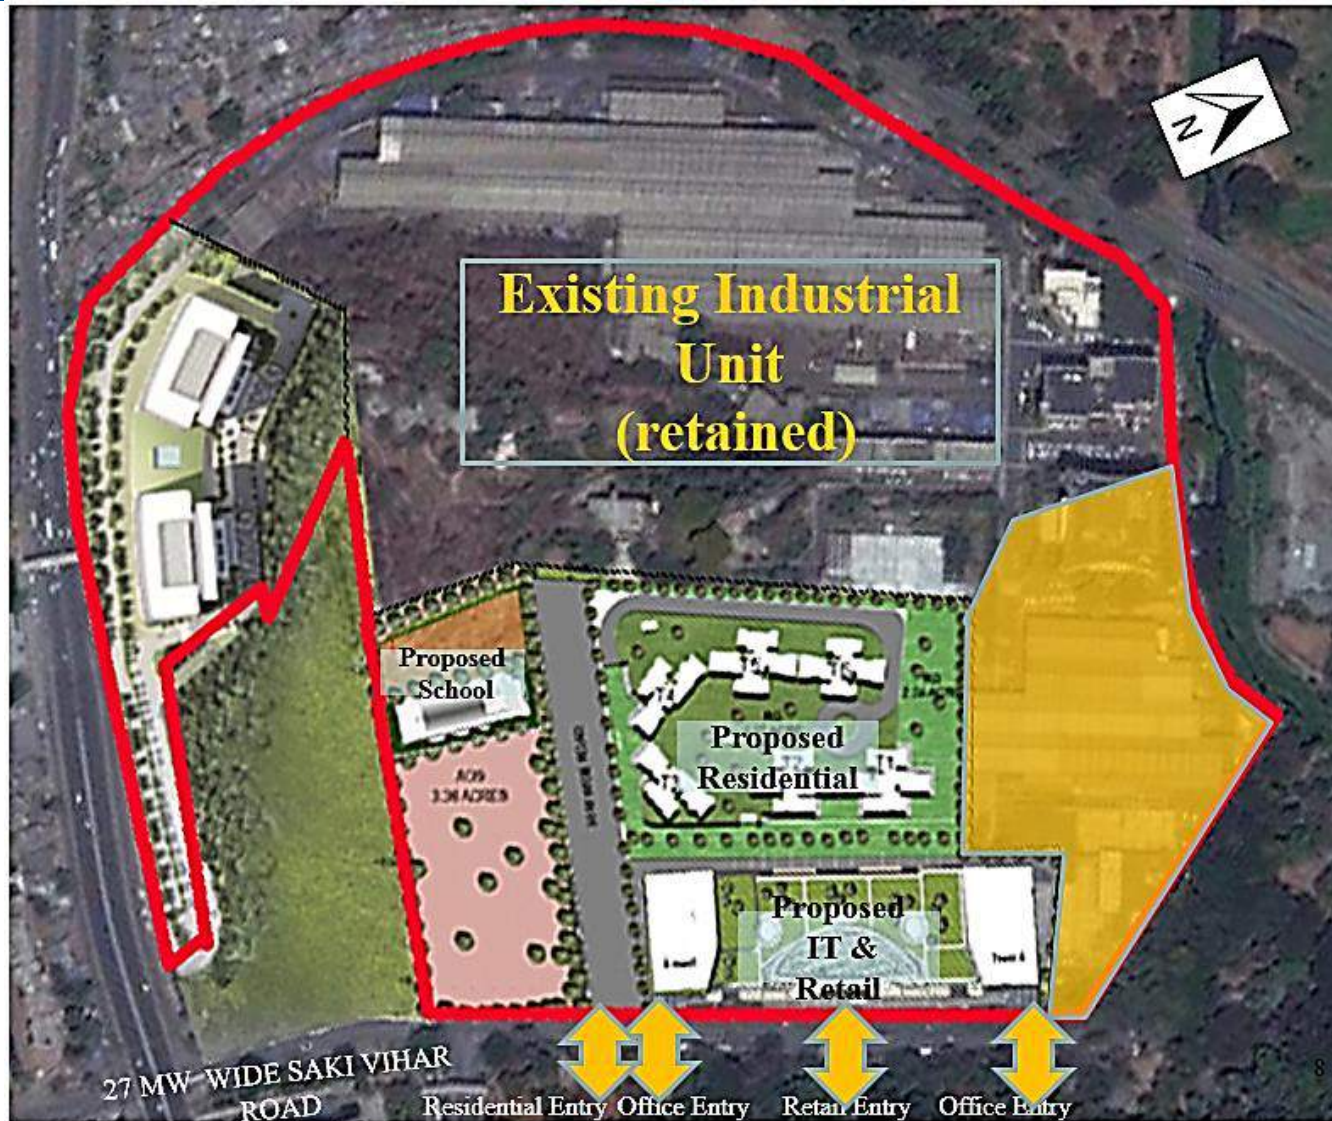 N
Existing Industrial
Unit
(retained)
Proposed
School
Proposed
Residential
T1
3.36 ACRES
Proposed
IT &
Retail
27 MW WIDE SAKI VIHAR
ROAD
Residential Entry
Office Entry
Retail Entry
Office Entry
8